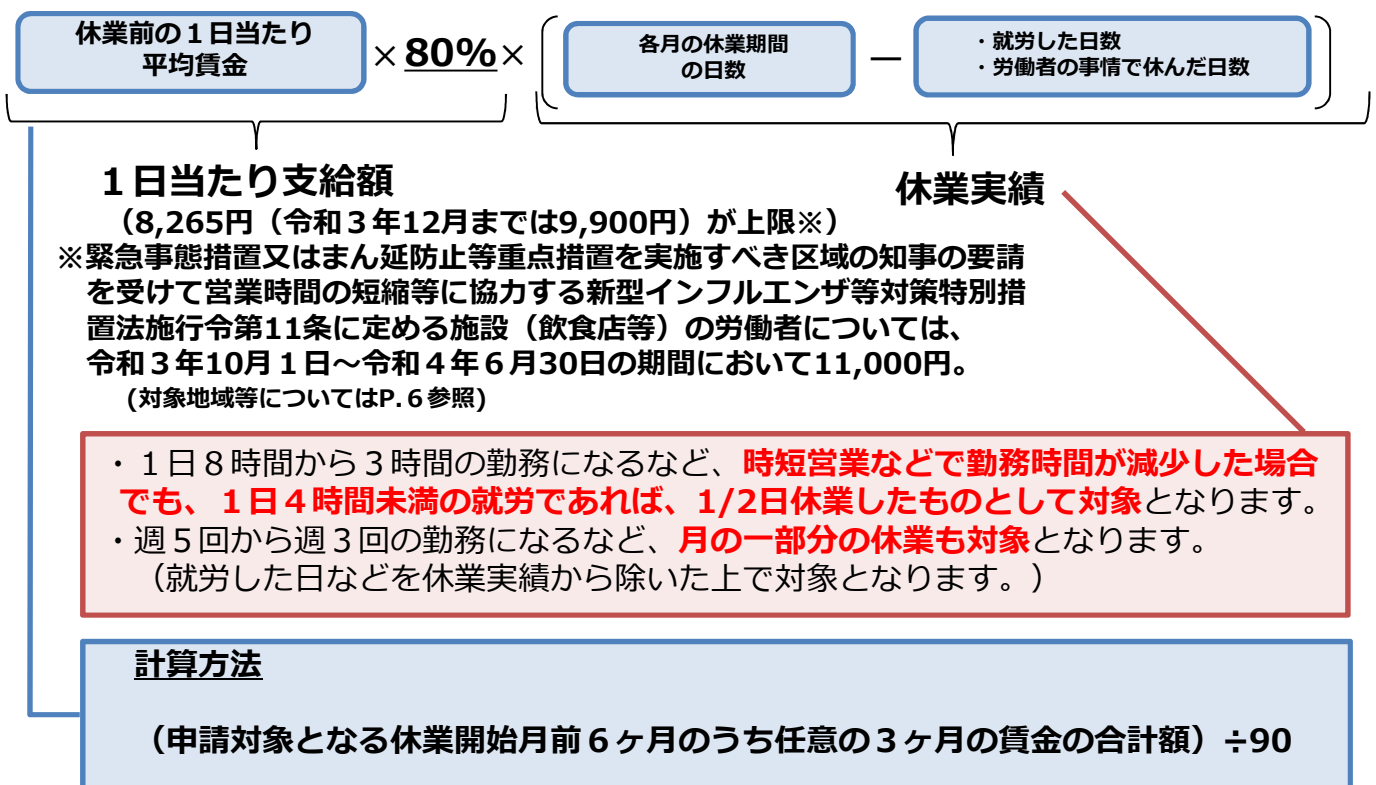 休業前の１日当たり
平均賃金
×80%×
各月の休業期間
の日数
―
・就労した日数
・労働者の事情で休んだ日数
１日当たり支給額
（8,265円（令和３年12月までは9,900円）が上限※）
休業実績
※緊急事態措置又はまん延防止等重点措置を実施すべき区域の知事の要請
を受けて営業時間の短縮等に協力する新型インフルエンザ等対策特別措
置法施行令第11条に定める施設（飲食店等）の労働者については、
令和３年10月１日～令和４年６月30日の期間において11,000円。
(対象地域等についてはP.６参照)
・１日８時間から３時間の勤務になるなど、時短営業などで勤務時間が減少した場合
でも、１日４時間未満の就労であれば、1/2日休業したものとして対象となります。
・週５回から週３回の勤務になるなど、月の一部分の休業も対象となります。
（就労した日などを休業実績から除いた上で対象となります。）
計算方法
（申請対象となる休業開始月前６ヶ月のうち任意の３ヶ月の賃金の合計額）÷90